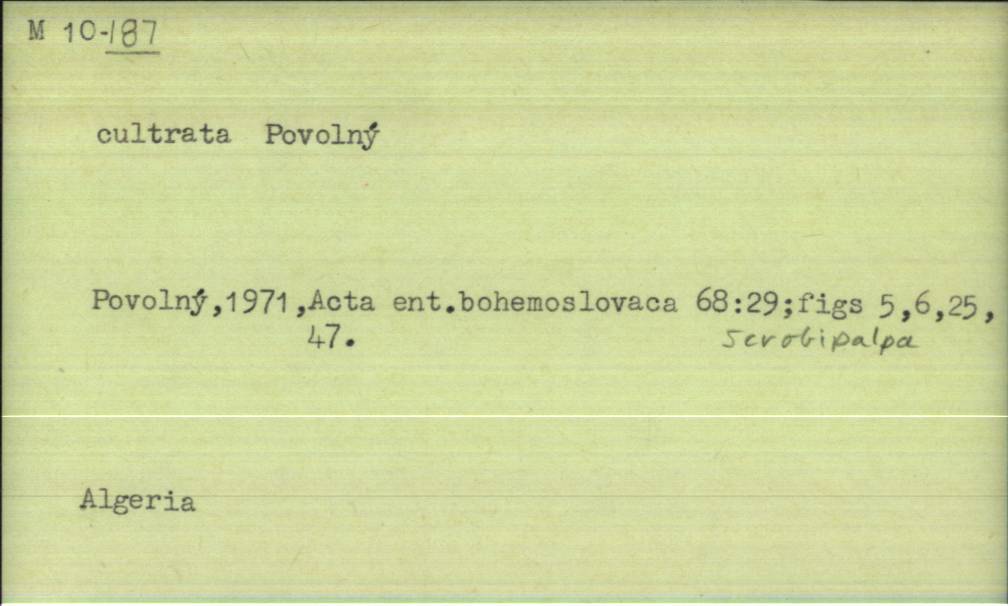 M 10-187
cultrata Povolný
Povolný,1971,Acta ent.bohemoslovaca 68:29;figs 5,6,25,
47.
Scrobipalpa
Algeria